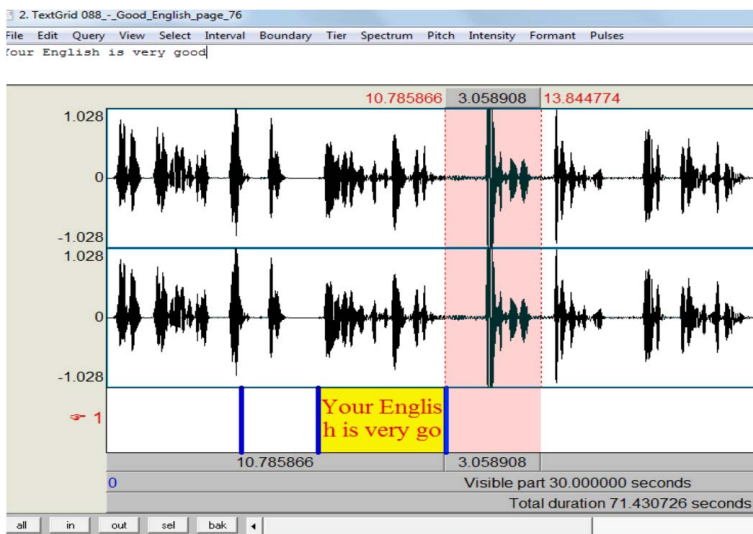 2. TextGrid 088_-_Good_English_page_76
File Edit Query View Select Interval Boundary Tier Spectrum Pitch Intensity Formant Pulses
Your English is very good
10.785866 3.058908 13.844774
1.028
0
-1.028
1.028
0
-1.028
1
Your Englis
h is very go
10.785866 3.058908
0 Visible part 30.000000 seconds
Total duration 71.430726 seconds
all in out sel bak